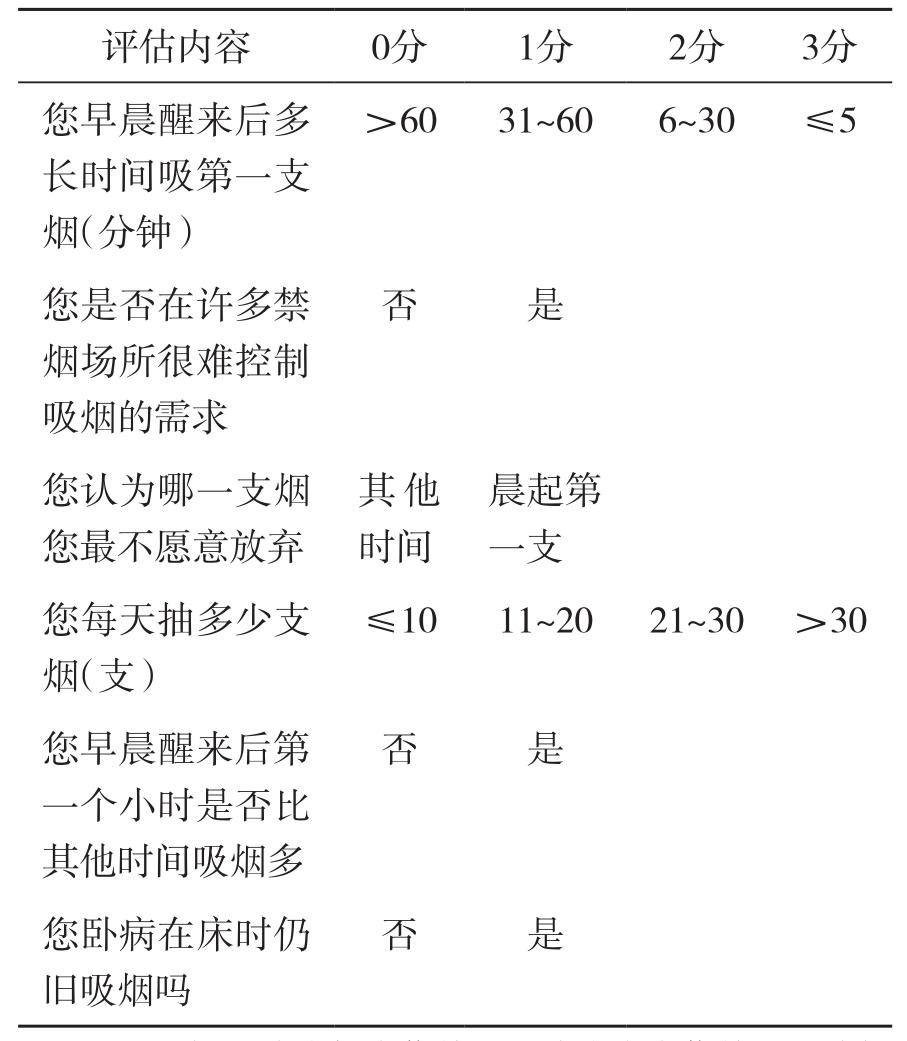 评估内容 0分 1分 2分 3分
您早晨醒来后多 >60 31~60 6~30 ≤5
长时间吸第一支
烟(分钟)
您是否在许多禁 否 是
烟场所很难控制
吸烟的需求
您认为哪一支烟 其他 晨起第
您最不愿意放弃 时间 一支
您每天抽多少支 ≤10 11~20 21~30 >30
烟(支)
您早晨醒来后第 否 是
一个小时是否比
其他时间吸烟多
您卧病在床时仍 否 是
旧吸烟吗